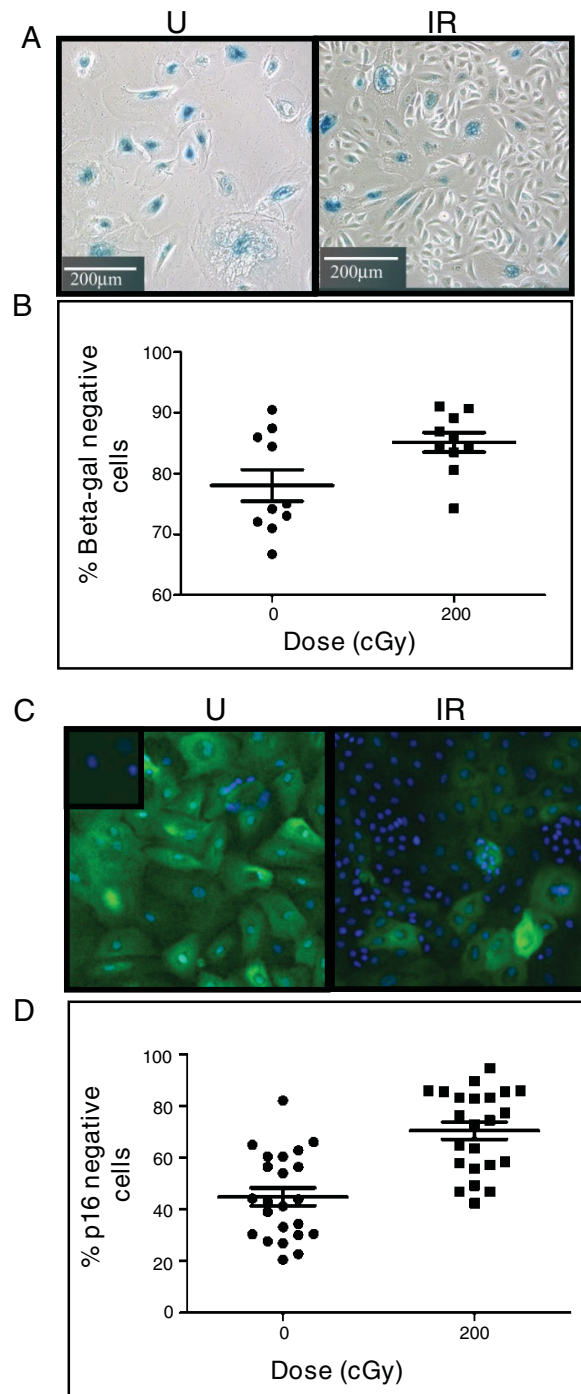 A
U
IR
200µm
200µm
B
% Beta-gal negative
cells
100
90
80
70
60
0
200
Dose (cGy)
C
U
IR
D
% p16 negative
cells
100
80
60
40
20
0
0
200
Dose (cGy)